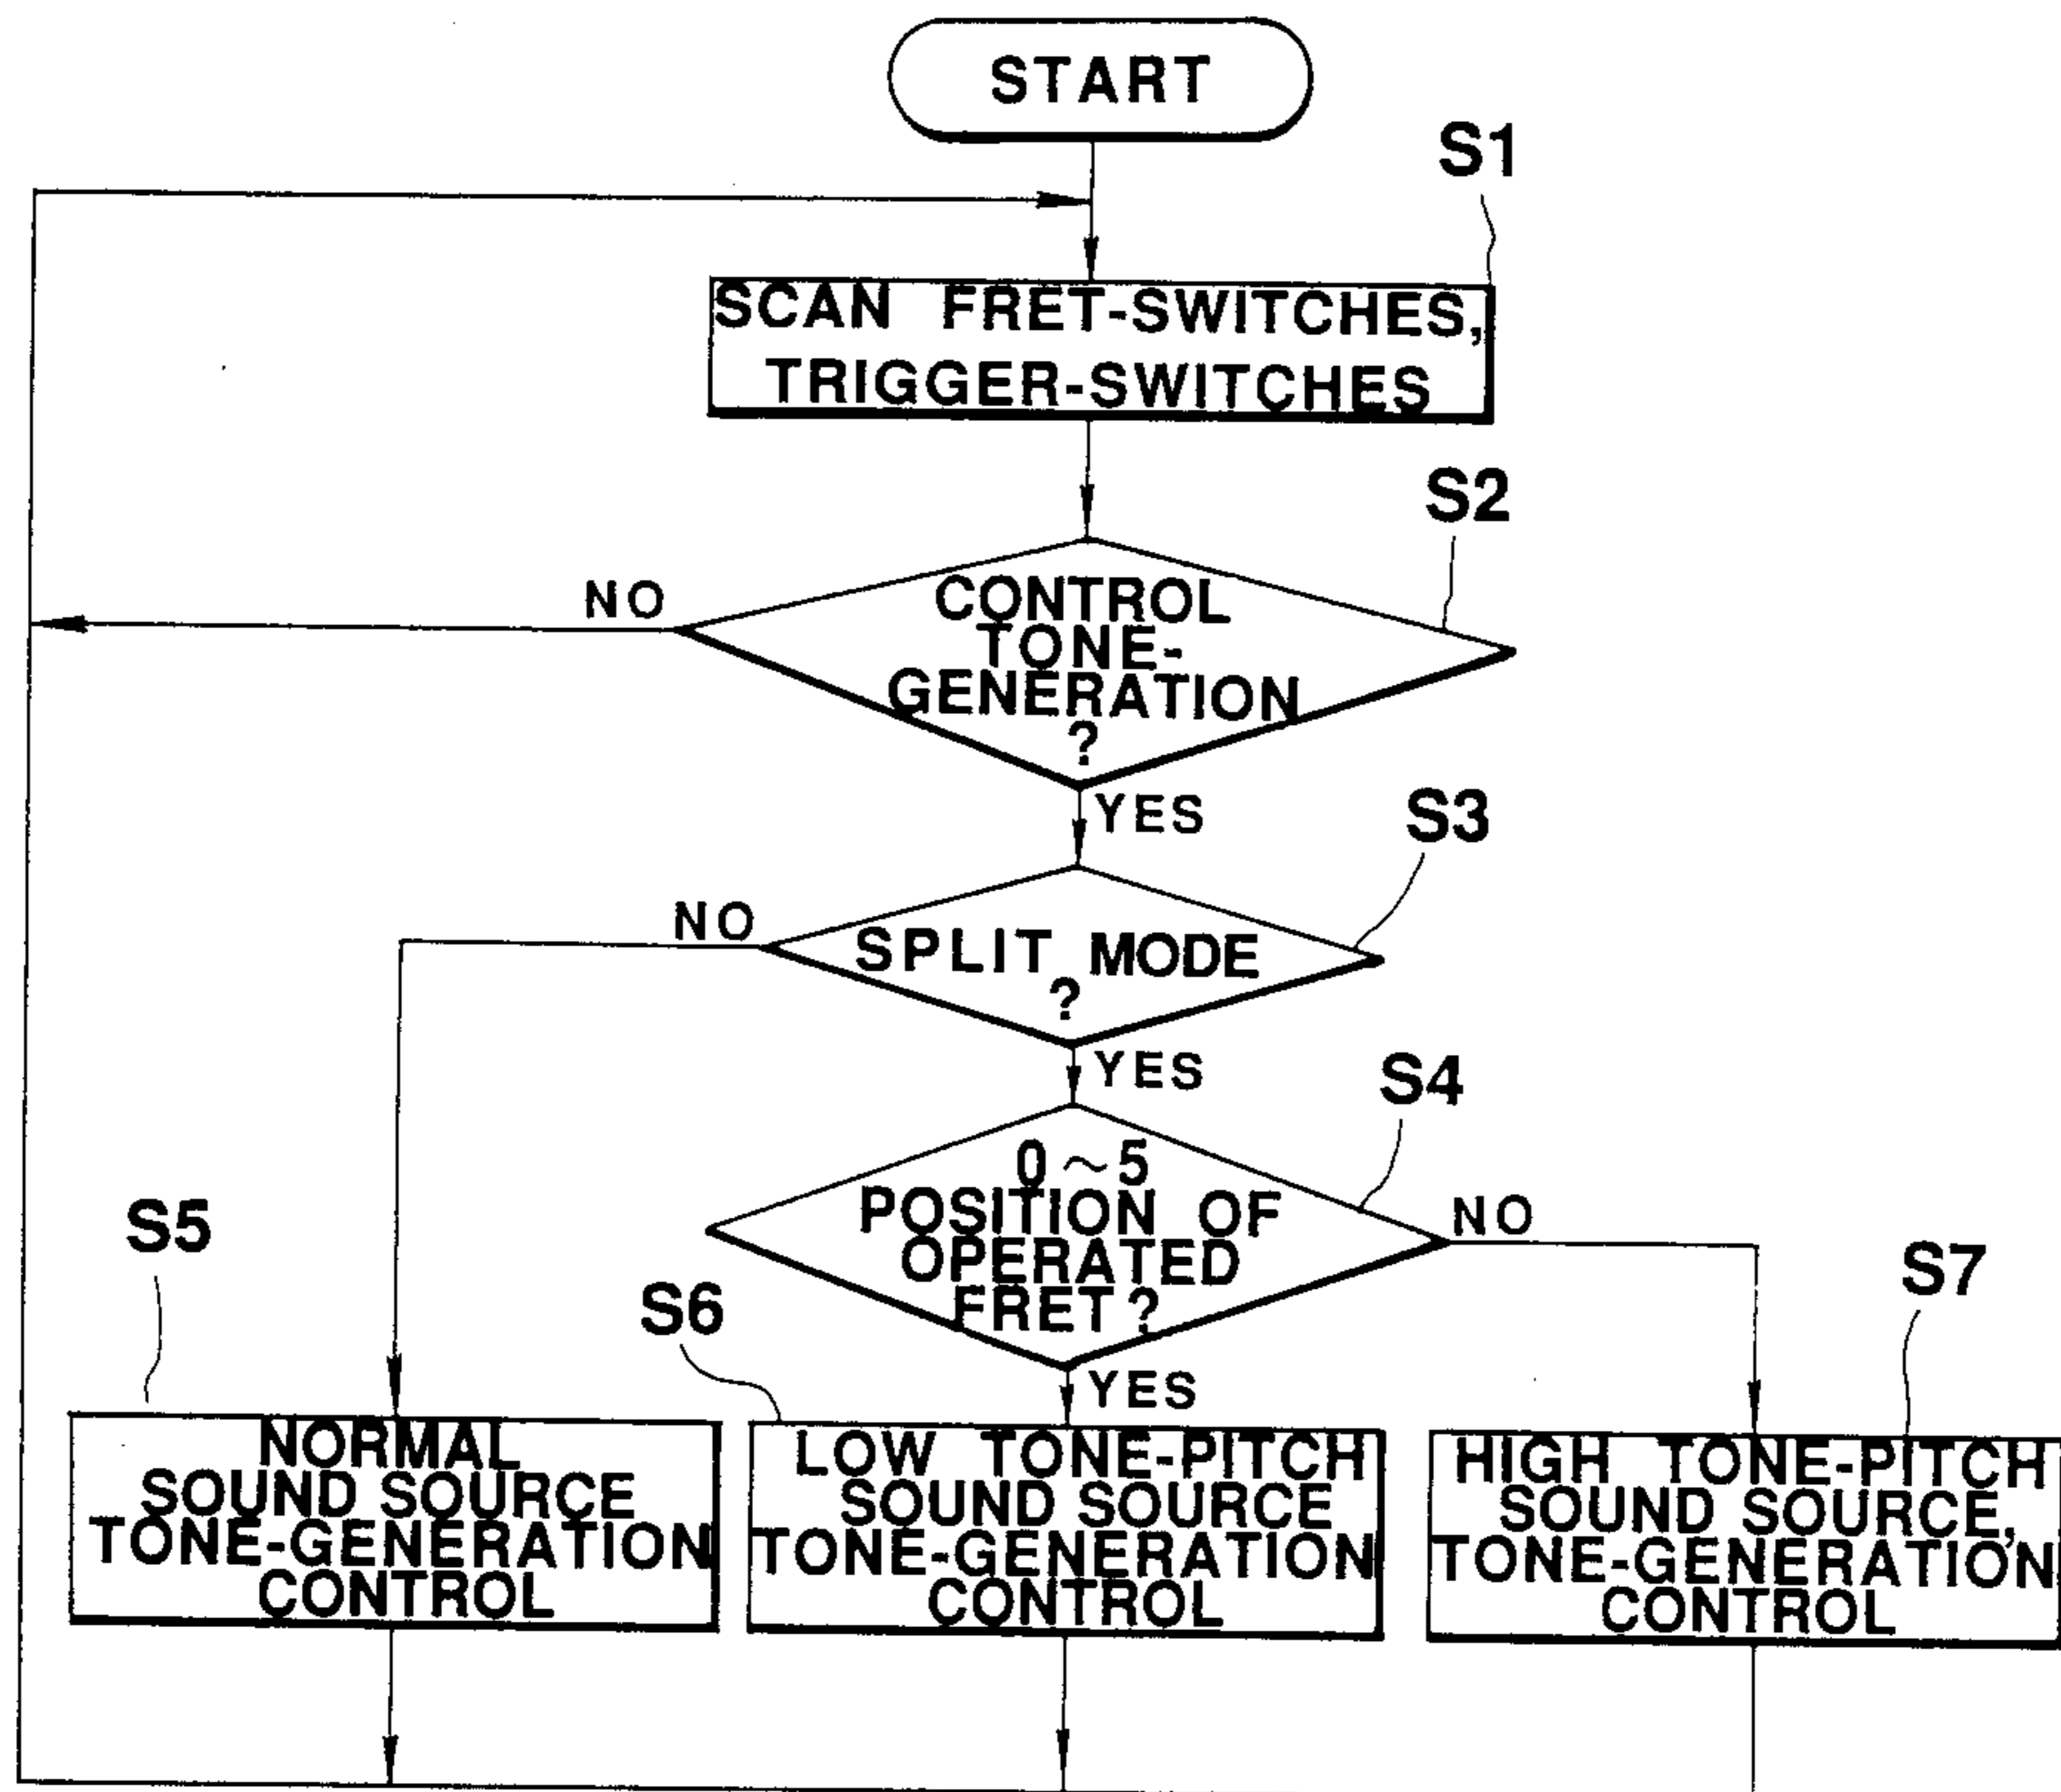 START
S1
SCAN FRET-SWITCHES,
TRIGGER-SWITCHES
S2
NO
CONTROL
TONE-
GENERATION
?
YES
S3
NO
SPLIT MODE
?
YES
S4
0~5
POSITION OF
OPERATED
FRET?
NO
YES
S5
S6
S7
NORMAL
SOUND SOURCE
TONE-GENERATION
CONTROL
LOW TONE-PITCH
SOUND SOURCE
TONE-GENERATION
CONTROL
HIGH TONE-PITCH
SOUND SOURCE,
TONE-GENERATION
CONTROL